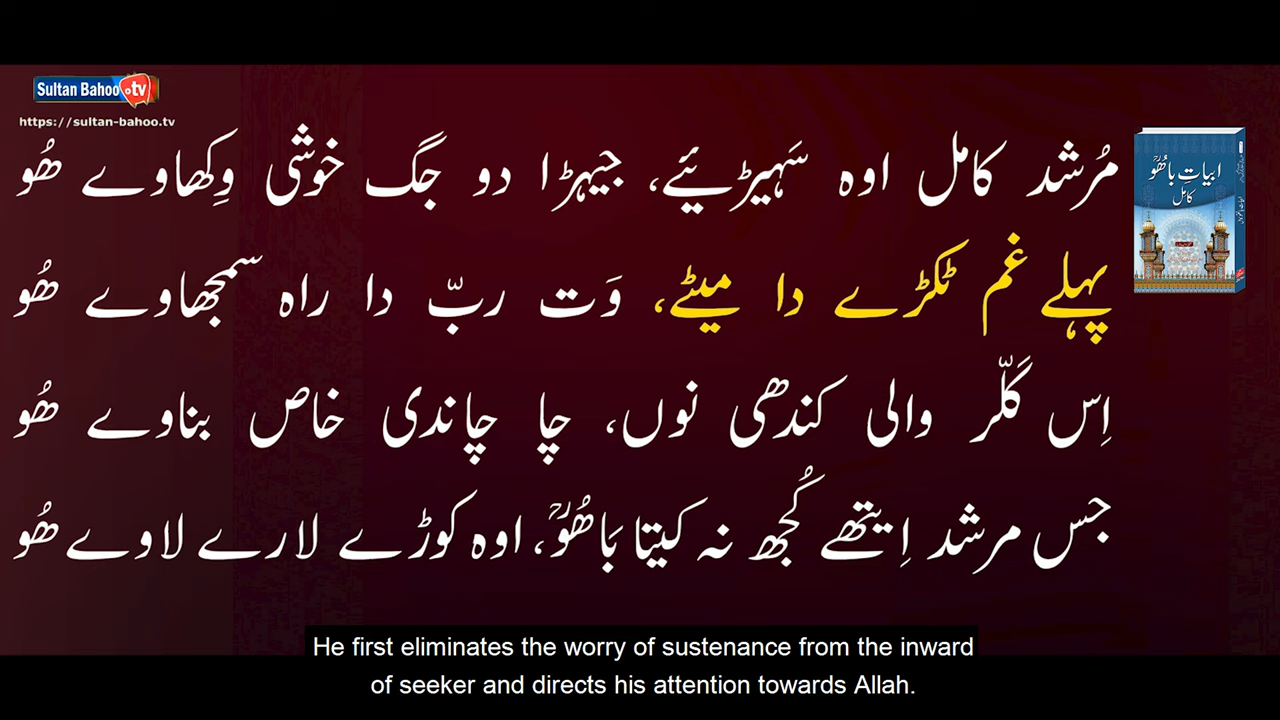 Sultan Bahoo.tv
https://sultan-bahoo.tv
ابیات باھُوؒ
کامل
مُرشد کامل اوہ سَہیڑئیے، جیہڑا دو جگ خوشی وِکھاوے ھُو
پہلے غم ٹکڑے دا میٹے، وَت ربّ دا راہ سمجھاوے ھُو
اِس گَلّر والی کندھی نوں، چا چاندی خاص بناوے ھُو
جس مرشد اِیتھے کُجھ نہ کیتا بَاھُوؒ، اوہ کوڑے لارے لاوے ھُو
He first eliminates the worry of sustenance from the inward
of seeker and directs his attention towards Allah.